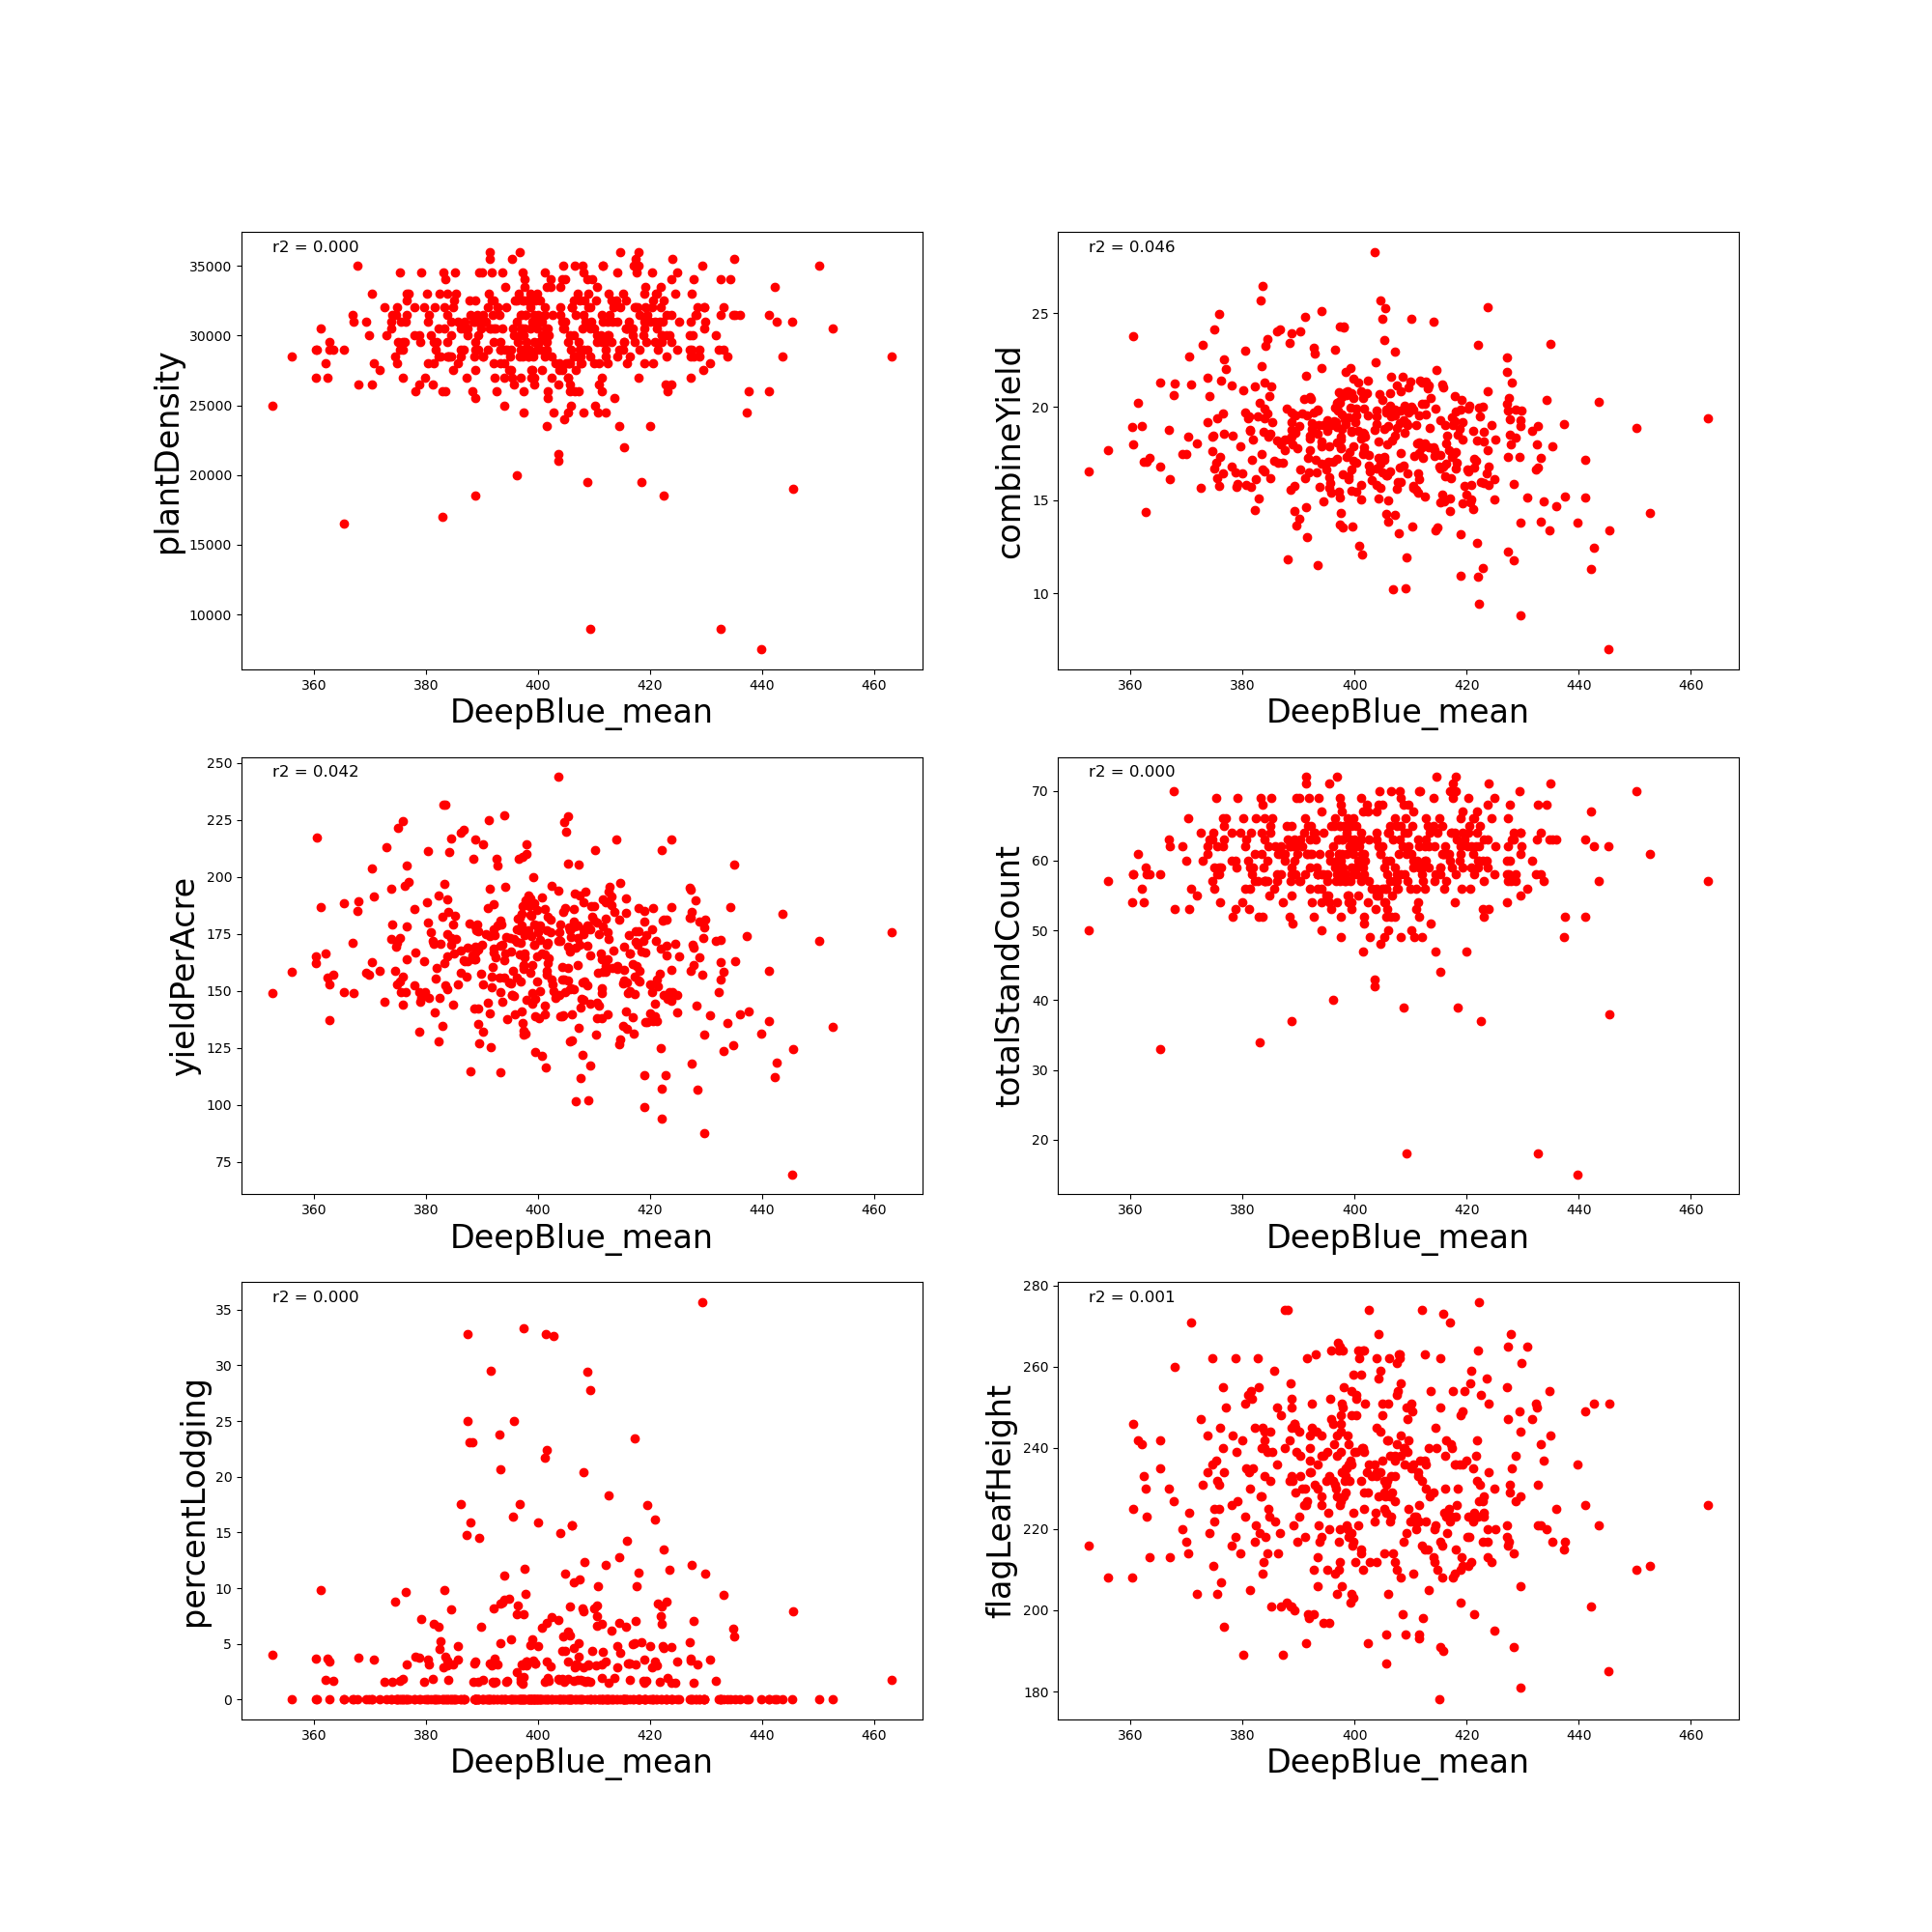 r2 = 0.000
plantDensity
35000
30000
25000
20000
15000
10000
360 380 400 420 440 460
DeepBlue_mean
r2 = 0.046
combineYield
25
20
15
10
360 380 400 420 440 460
DeepBlue_mean
r2 = 0.042
yieldPerAcre
250
225
200
175
150
125
100
75
360 380 400 420 440 460
DeepBlue_mean
r2 = 0.000
totalStandCount
70
60
50
40
30
20
360 380 400 420 440 460
DeepBlue_mean
r2 = 0.000
percentLodging
35
30
25
20
15
10
5
0
360 380 400 420 440 460
DeepBlue_mean
r2 = 0.001
flagLeafHeight
280
260
240
220
200
180
360 380 400 420 440 460
DeepBlue_mean